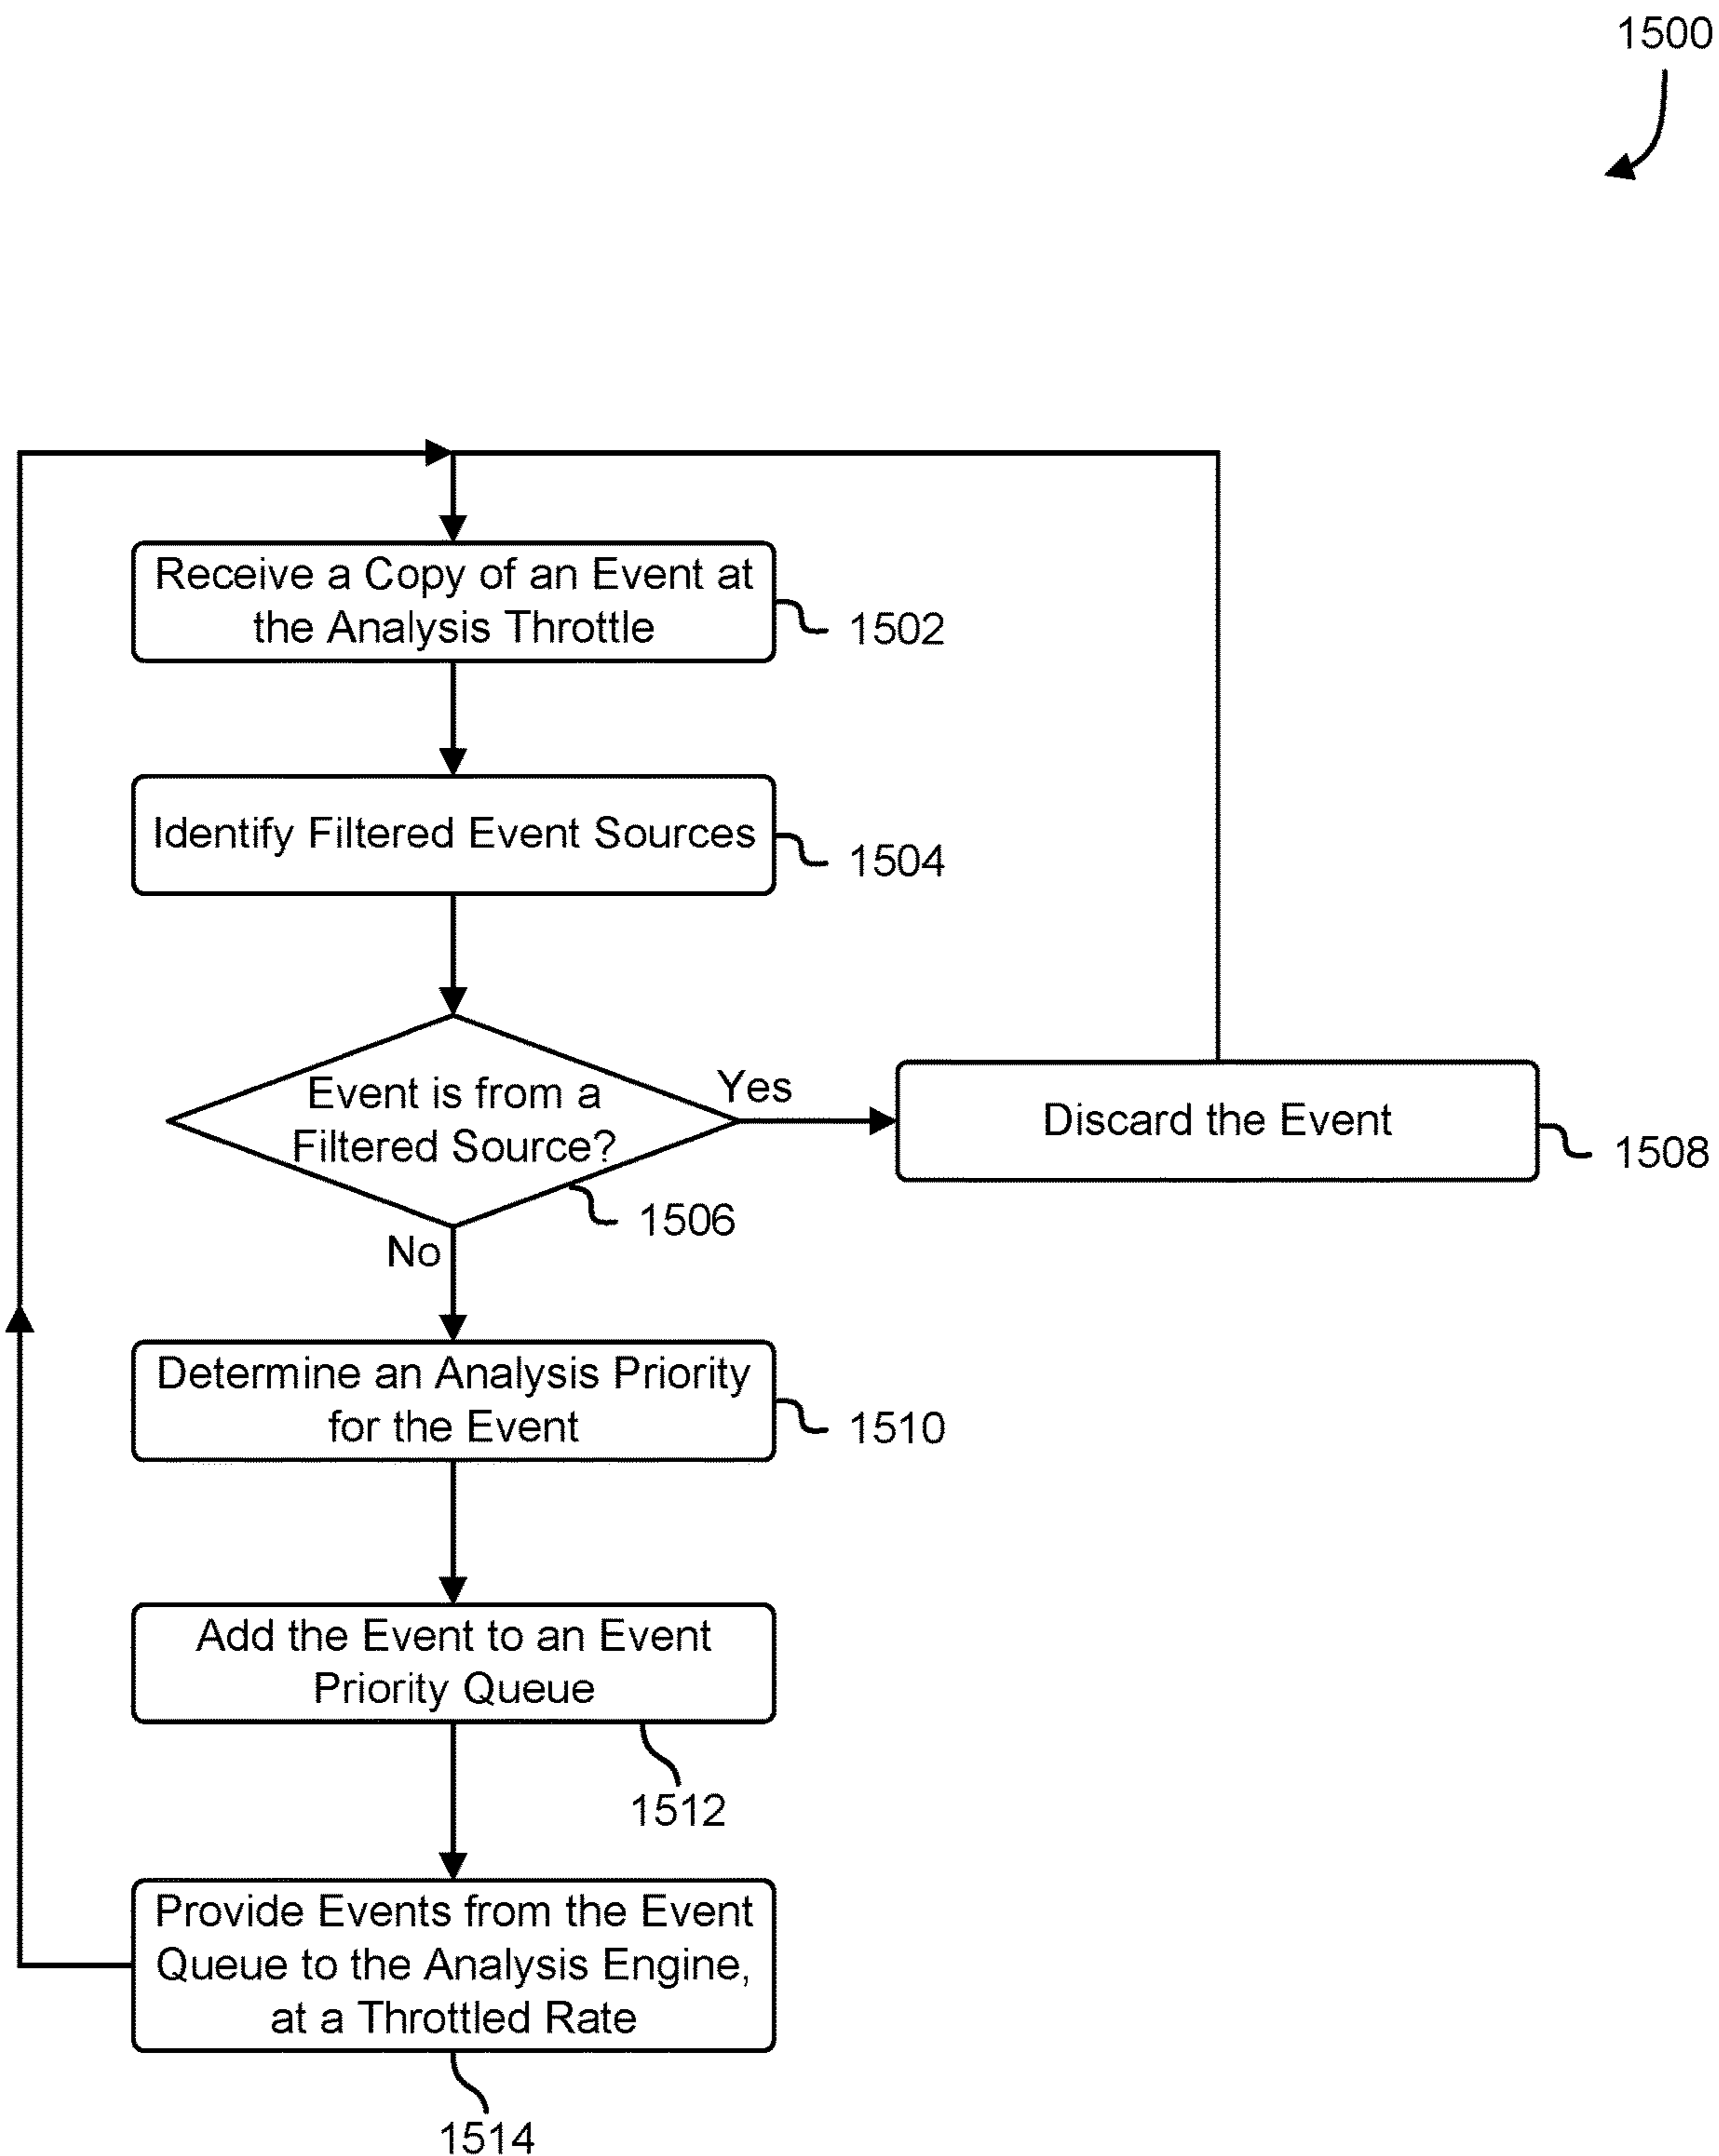 1500
Receive a Copy of an Event at
the Analysis Throttle
1502
Identify Filtered Event Sources
1504
Event is from a
Filtered Source?
1506
Yes
Discard the Event
1508
No
Determine an Analysis Priority
for the Event
1510
Add the Event to an Event
Priority Queue
1512
Provide Events from the Event
Queue to the Analysis Engine,
at a Throttled Rate
1514